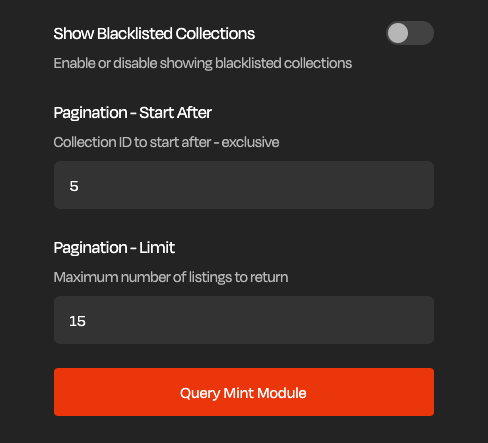 Show Blacklisted Collections
Enable or disable showing blacklisted collections
Pagination - Start After
Collection ID to start after - exclusive
5
Pagination - Limit
Maximum number of listings to return
15
Query Mint Module